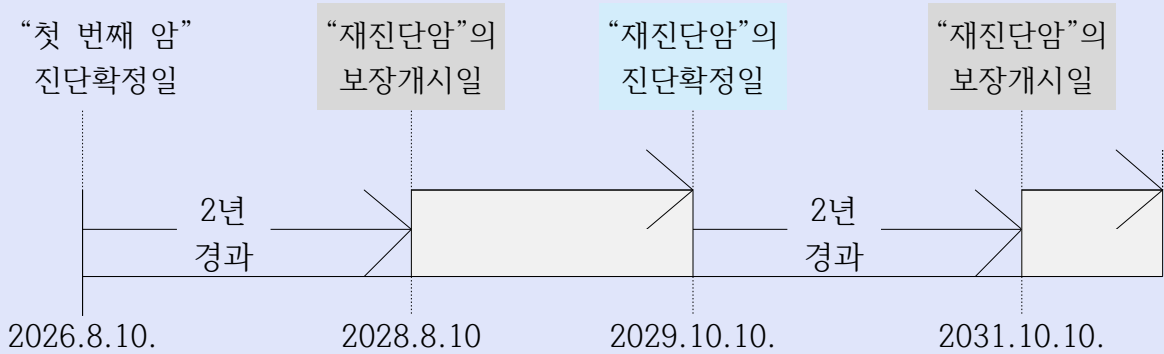 “첫 번째 암”
진단확정일
“재진단암”의
보장개시일
“재진단암”의
진단확정일
“재진단암”의
보장개시일
2년
경과
2년
경과
2026.8.10.
2028.8.10
2029.10.10.
2031.10.10.